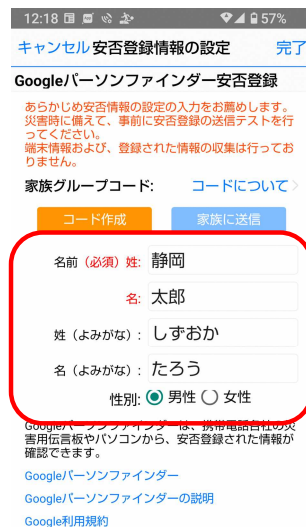 12:18 57%
キャンセル 安否登録情報の設定 完了
Googleパーソンファインダー安否登録
あらかじめ安否情報の設定の入力をお薦めします。
災害時に備えて、事前に安否登録の送信テストを行
ってください。
端末情報および、登録された情報の収集は行ってお
りません。
家族グループコード: コードについて
コード作成 家族に送信
名前（必須）姓: 静岡
名: 太郎
姓（よみがな）: しずおか
名（よみがな）: たろう
性別: 男性 女性
Googleパーソンファインダーは、携帯電話各社の災
害用伝言板やパソコンから、安否登録された情報が
確認できます。
Googleパーソンファインダー
Googleパーソンファインダーの説明
Google利用規約